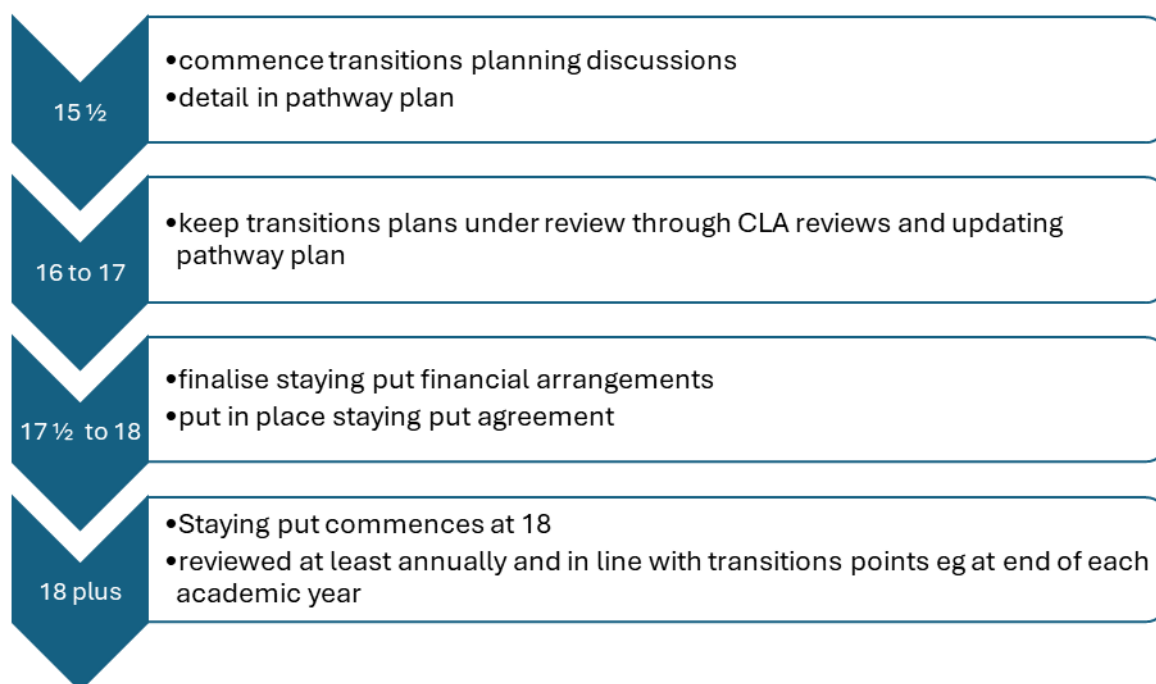 15 ½
•commence transitions planning discussions
•detail in pathway plan
16 to 17
•keep transitions plans under review through CLA reviews and updating
pathway plan
17 ½ to 18
•finalise staying put financial arrangements
•put in place staying put agreement
18 plus
•Staying put commences at 18
•reviewed at least annually and in line with transitions points eg at end of each
academic year